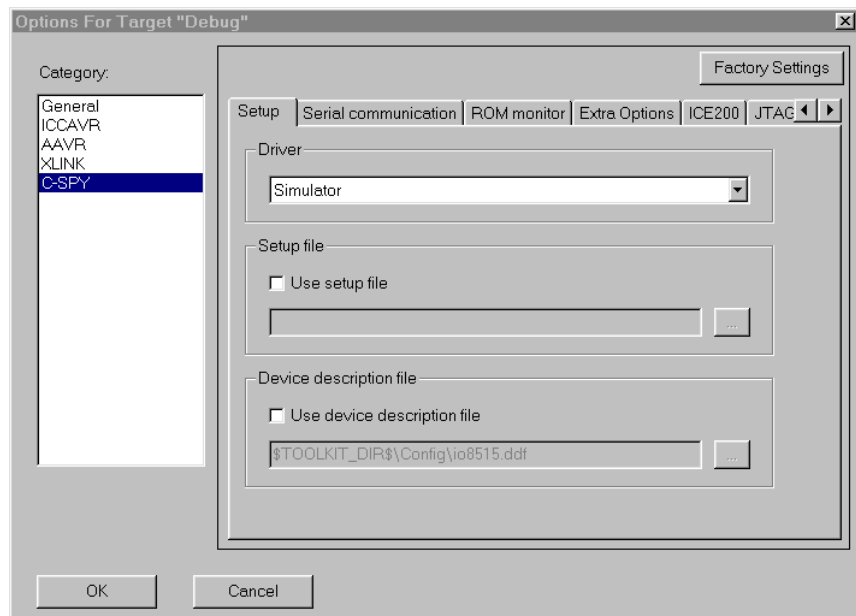 Options For Target "Debug"
Category:
General
ICCAVR
AAVR
XLINK
C-SPY
Factory Settings
Setup Serial communication ROM monitor Extra Options ICE200 JTAG
Driver
Simulator
Setup file
Use setup file
...
Device description file
Use device description file
$TOOLKIT_DIR$\Config\io8515.ddf
...
OK Cancel